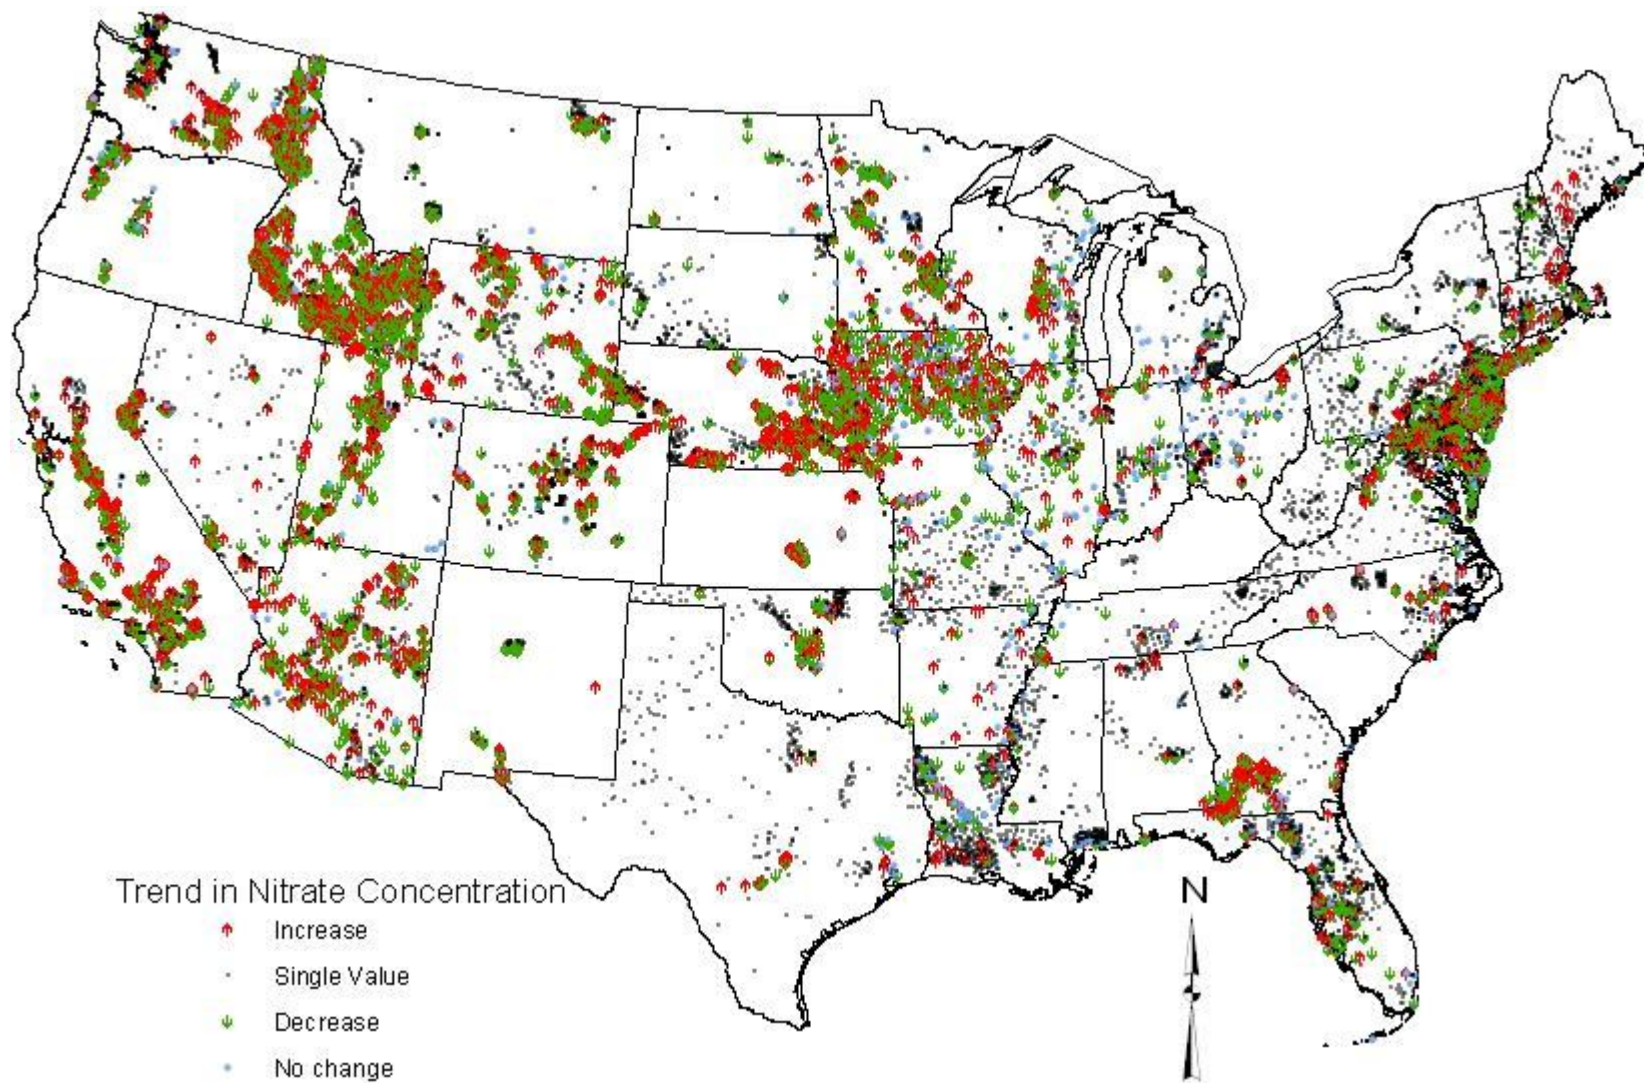 Trend in Nitrate Concentration
Increase
Single Value
Decrease
No change
N